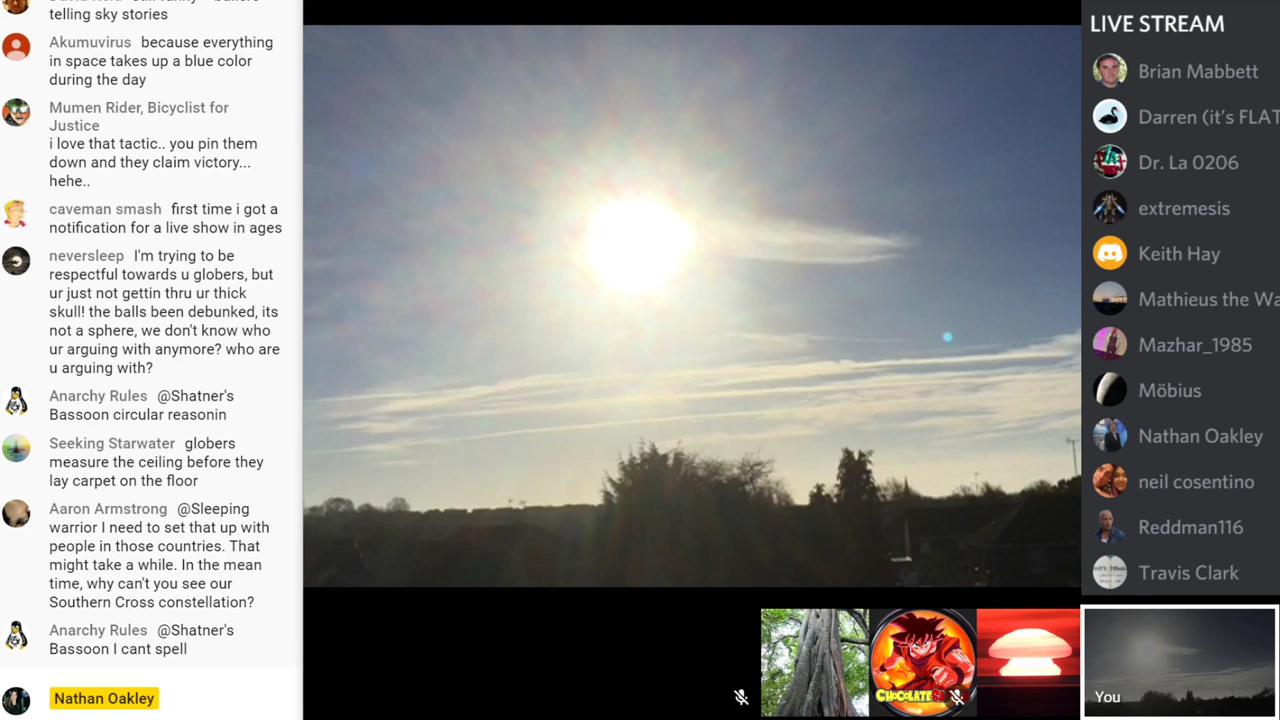 telling sky stories
Akumuvirus because everything
in space takes up a blue color
during the day
Mumen Rider, Bicyclist for
Justice
i love that tactic.. you pin them
down and they claim victory...
hehe..
caveman smash first time i got a
notification for a live show in ages
neversleep I'm trying to be
respectful towards u globers, but
ur just not gettin thru ur thick
skull! the balls been debunked, its
not a sphere, we don't know who
ur arguing with anymore? who are
u arguing with?
Anarchy Rules @Shatner's
Bassoon circular reasonin
Seeking Starwater globers
measure the ceiling before they
lay carpet on the floor
Aaron Armstrong @Sleeping
warrior I need to set that up with
people in those countries. That
might take a while. In the mean
time, why can't you see our
Southern Cross constellation?
Anarchy Rules @Shatner's
Bassoon I cant spell
Nathan Oakley
LIVE STREAM
Brian Mabbett
Darren (it's FLAT
Dr. La 0206
extremesis
Keith Hay
Mathieus the Wa
Mazhar_1985
Möbius
Nathan Oakley
neil cosentino
Reddman116
Travis Clark
You